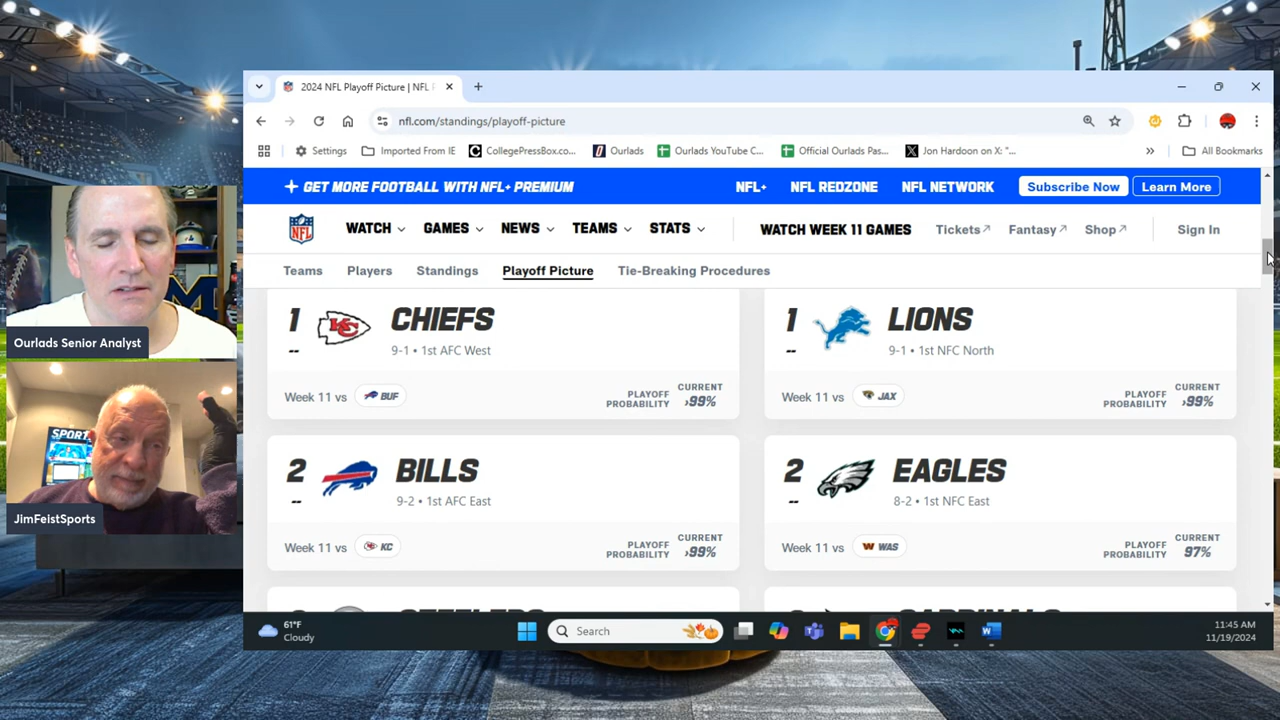 2024 NFL Playoff Picture | NFL
nfl.com/standings/playoff-picture
Settings
Imported From IE
CollegePressBox.co...
Ourlads
Ourlads YouTube C...
Official Ourlads Pas...
Jon Hardoon on X: "...
All Bookmarks
GET MORE FOOTBALL WITH NFL+ PREMIUM
NFL+
NFL REDZONE
NFL NETWORK
Subscribe Now
Learn More
NFL
WATCH
GAMES
NEWS
TEAMS
STATS
WATCH WEEK 11 GAMES
Tickets
Fantasy
Shop
Sign In
Teams
Players
Standings
Playoff Picture
Tie-Breaking Procedures
1
KC
CHIEFS
--
9-1 • 1st AFC West
Week 11 vs
BUF
PLAYOFF
PROBABILITY
CURRENT
>99%
1
LIONS
--
9-1 • 1st NFC North
Week 11 vs
JAX
PLAYOFF
PROBABILITY
CURRENT
>99%
2
BILLS
--
9-2 • 1st AFC East
Week 11 vs
KC
PLAYOFF
PROBABILITY
CURRENT
>99%
2
EAGLES
--
8-2 • 1st NFC East
Week 11 vs
WAS
PLAYOFF
PROBABILITY
CURRENT
97%
STEELERS
CARDINALS
M
Ourlads Senior Analyst
SPORT
JimFeistSports
61°F
Cloudy
Search
11:45 AM
11/19/2024